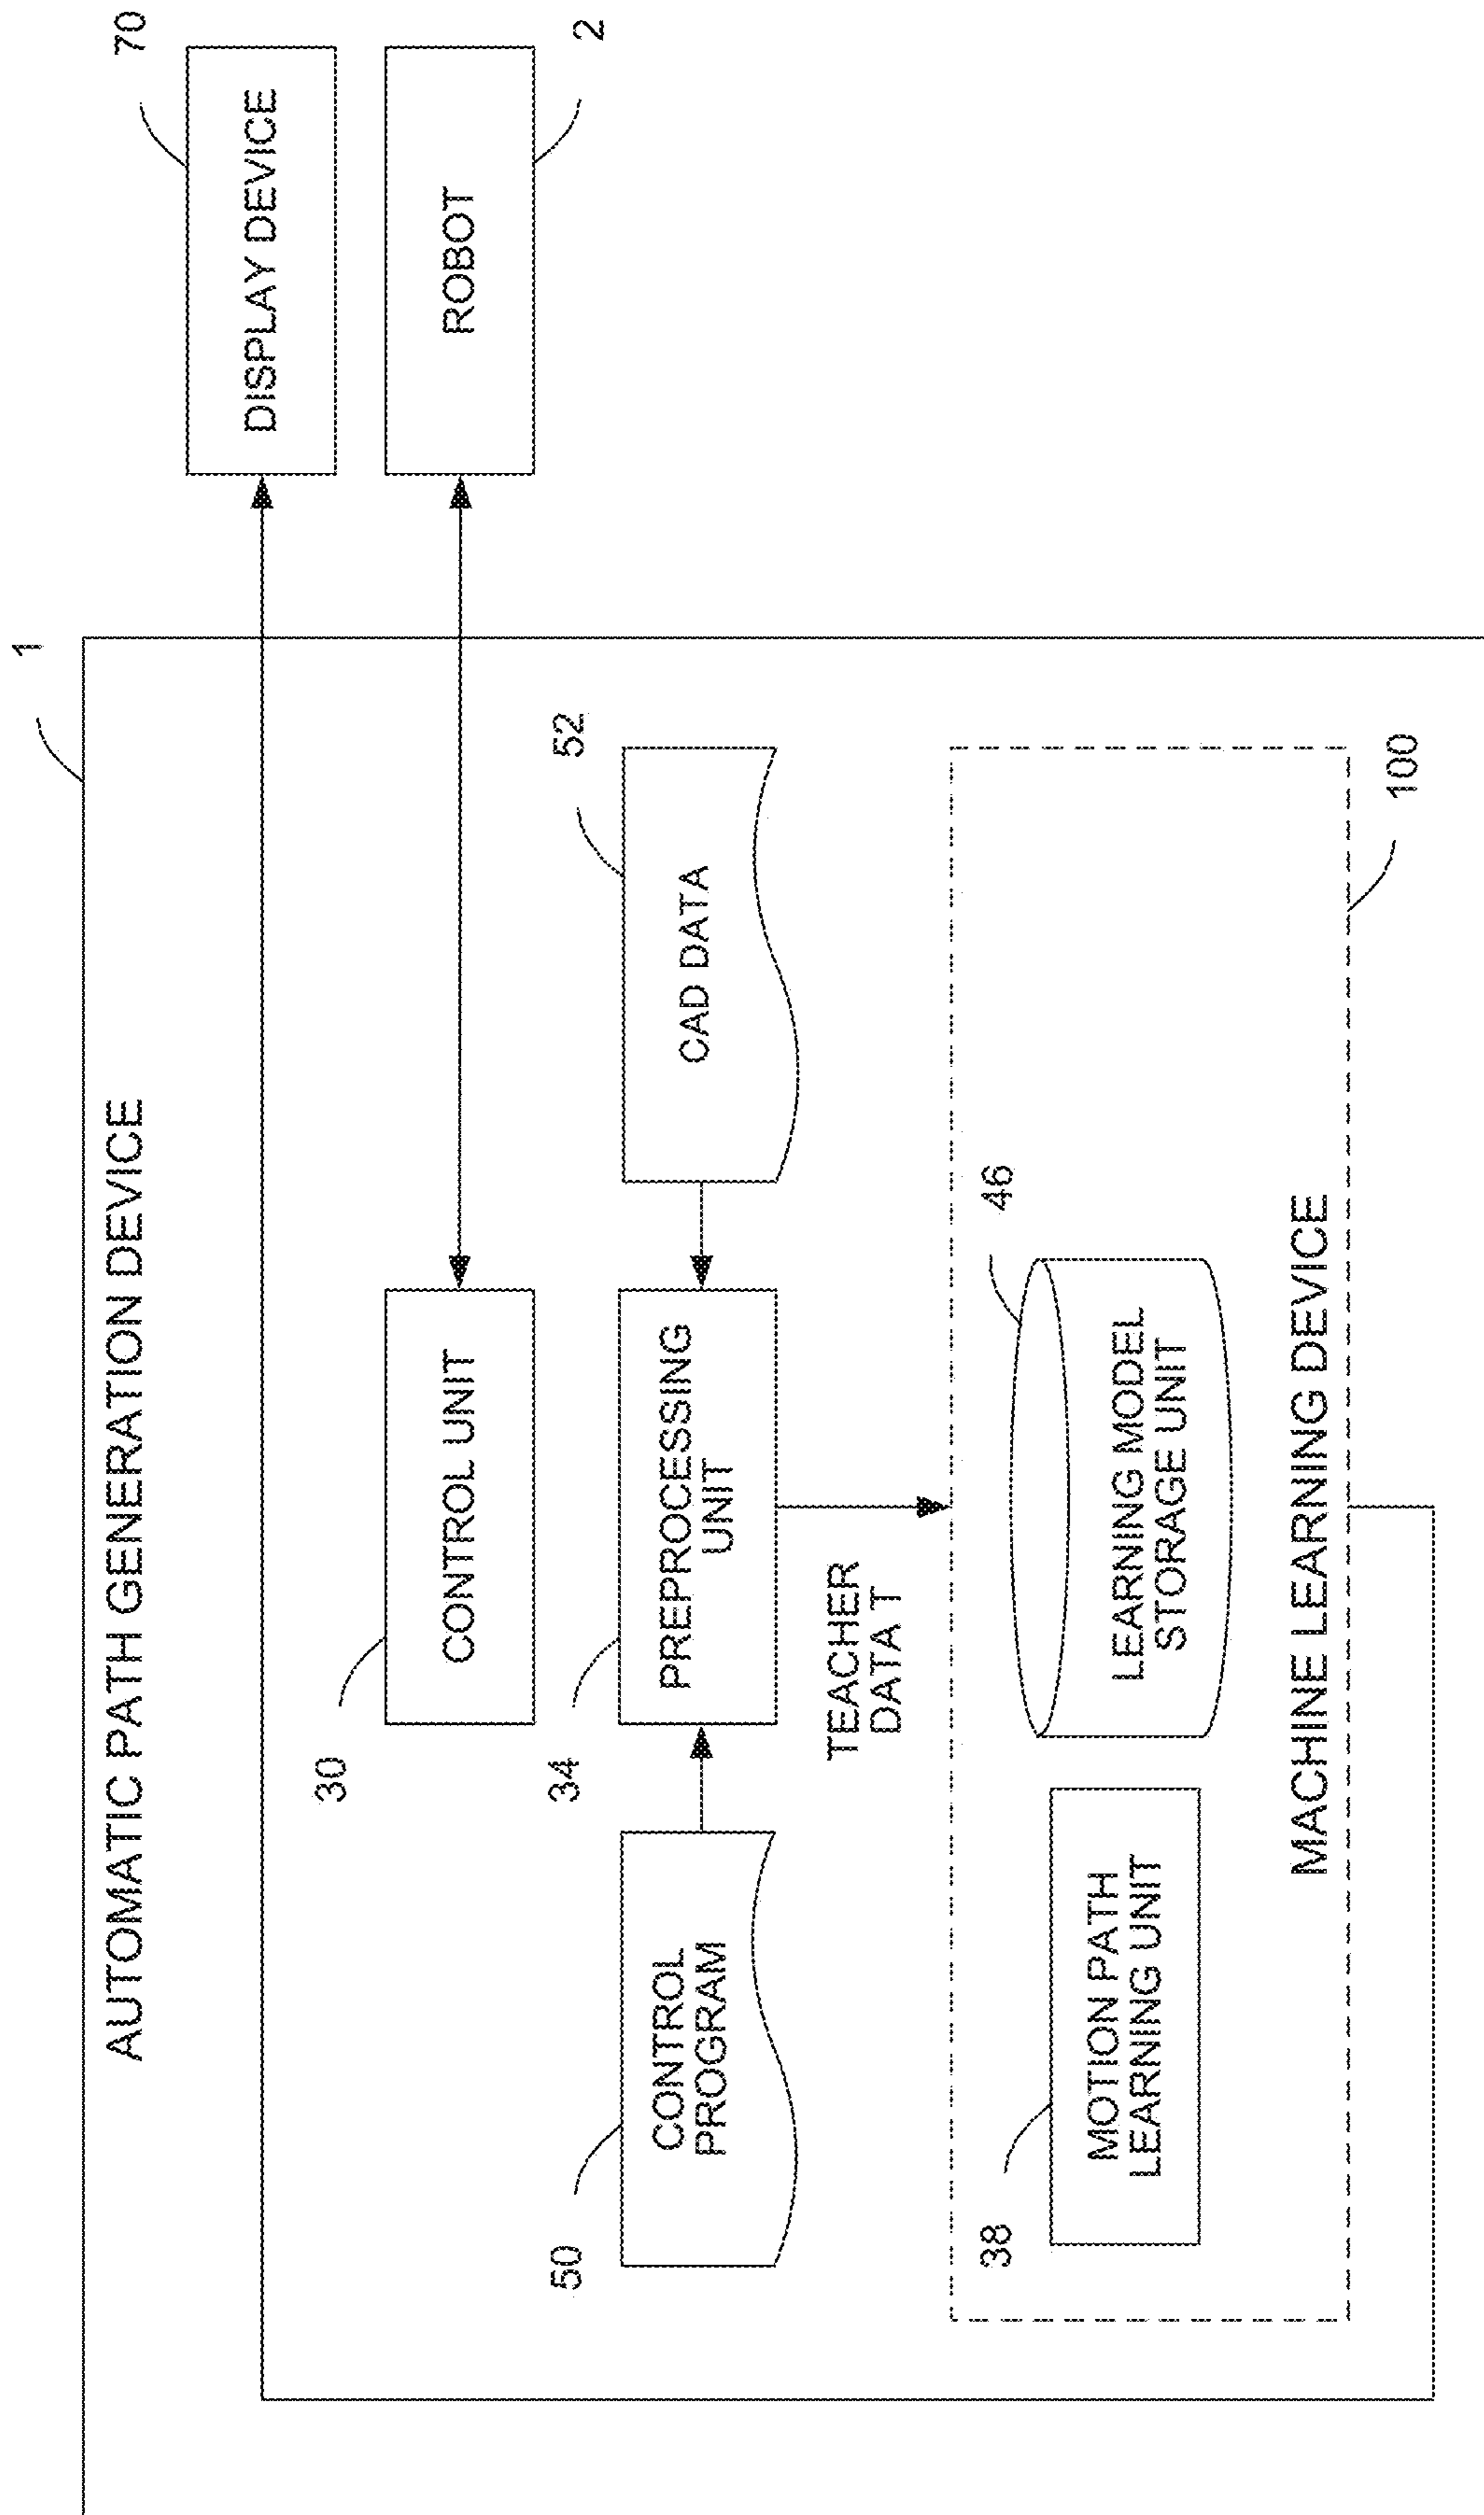 1
AUTOMATIC PATH GENERATION DEVICE
70
DISPLAY DEVICE
30
CONTROL UNIT
ROBOT
2
50
CONTROL
PROGRAM
34
PREPROCESSING
UNIT
52
CAD DATA
TEACHER
DATA T
38
MOTION PATH
LEARNING UNIT
46
LEARNING MODEL
STORAGE UNIT
MACHINE LEARNING DEVICE
100